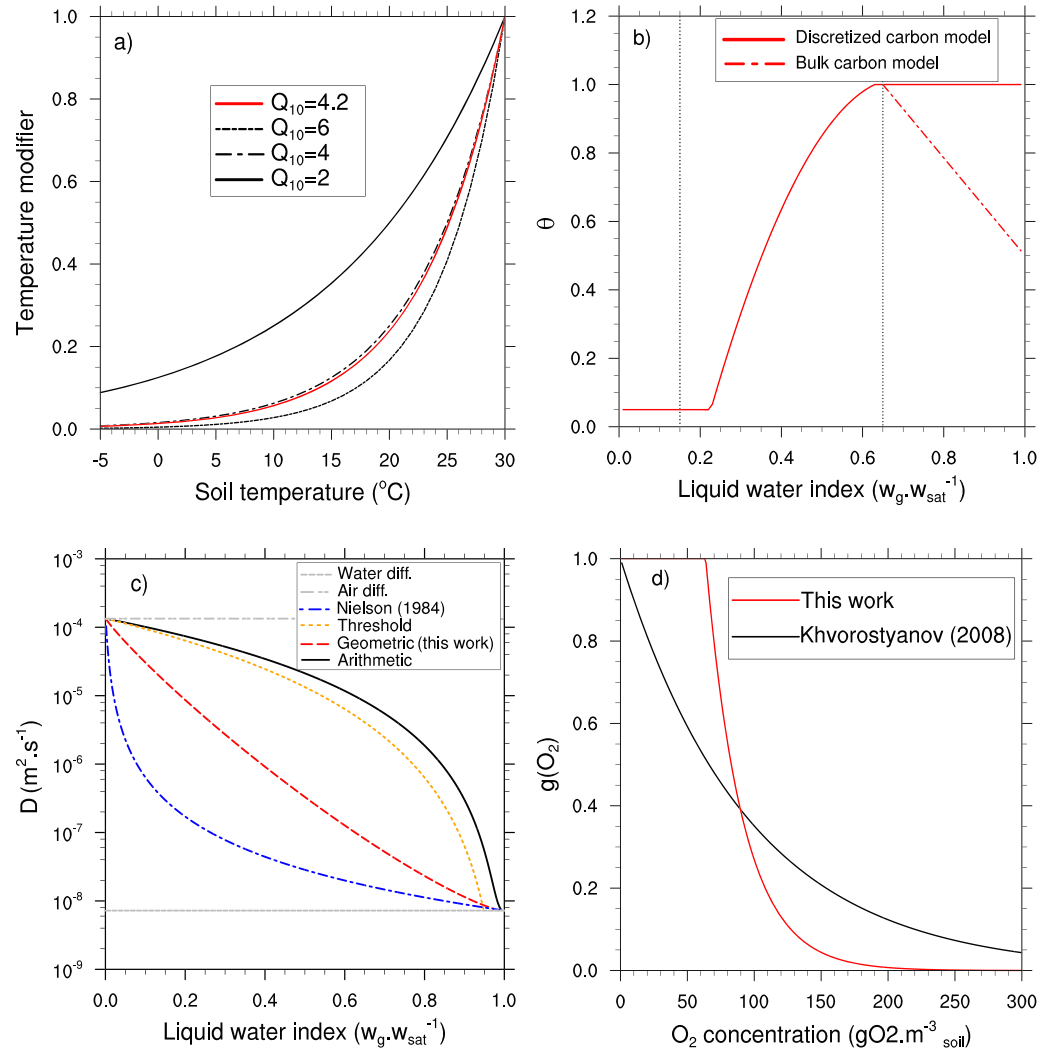 a)
Q10=4.2
Q10=6
Q10=4
Q10=2
Temperature modifier
1.0
0.8
0.6
0.4
0.2
0.0
-5 0 5 10 15 20 25 30
Soil temperature (oC)
b)
Discretized carbon model
Bulk carbon model
θ
1.2
1.0
0.8
0.6
0.4
0.2
0.0
0.0 0.2 0.4 0.6 0.8 1.0
Liquid water index (wg.wsat-1)
c)
Water diff.
Air diff.
Nielson (1984)
Threshold
Geometric (this work)
Arithmetic
D (m2.s-1)
10-3
10-4
10-5
10-6
10-7
10-8
10-9
0.0 0.2 0.4 0.6 0.8 1.0
Liquid water index (wg.wsat-1)
d)
This work
Khvorostyanov (2008)
g(O2)
1.0
0.8
0.6
0.4
0.2
0.0
0 50 100 150 200 250 300
O2 concentration (gO2.m-3 soil)